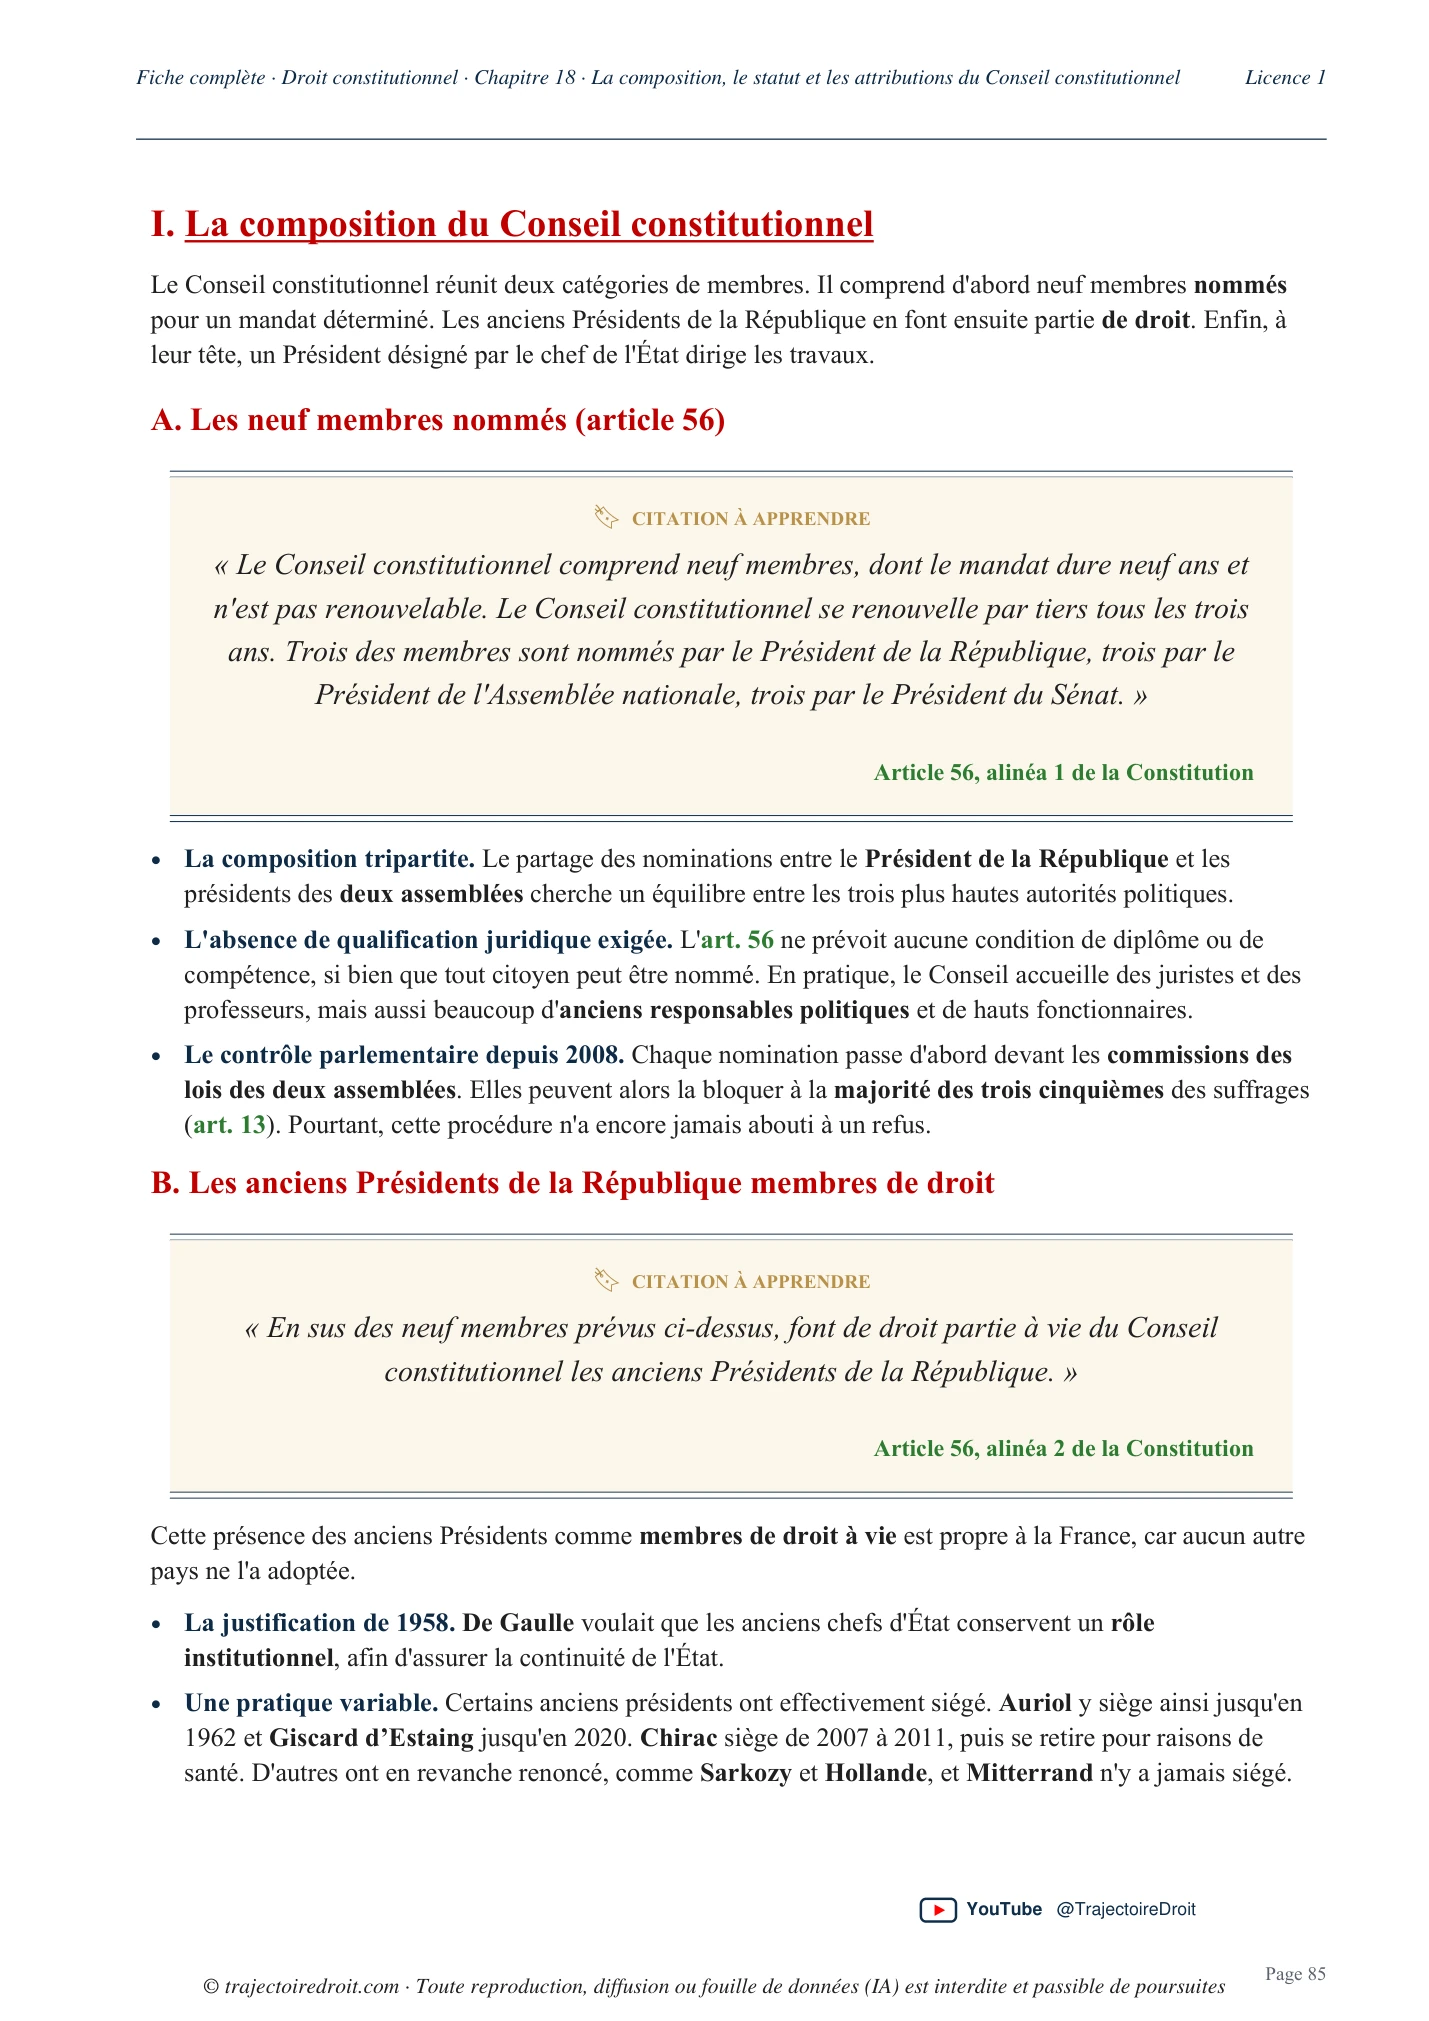 Fiche complète · Droit constitutionnel · Chapitre 18 · La composition, le statut et les attributions du Conseil constitutionnel Licence 1
I. La composition du Conseil constitutionnel
Le Conseil constitutionnel réunit deux catégories de membres. Il comprend d'abord neuf membres nommés
pour un mandat déterminé. Les anciens Présidents de la République en font ensuite partie de droit. Enfin, à
leur tête, un Président désigné par le chef de l'État dirige les travaux.
A. Les neuf membres nommés (article 56)
CITATION À APPRENDRE
« Le Conseil constitutionnel comprend neuf membres, dont le mandat dure neuf ans et
n'est pas renouvelable. Le Conseil constitutionnel se renouvelle par tiers tous les trois
ans. Trois des membres sont nommés par le Président de la République, trois par le
Président de l'Assemblée nationale, trois par le Président du Sénat. »
Article 56, alinéa 1 de la Constitution
• La composition tripartite. Le partage des nominations entre le Président de la République et les
présidents des deux assemblées cherche un équilibre entre les trois plus hautes autorités politiques.
• L'absence de qualification juridique exigée. L'art. 56 ne prévoit aucune condition de diplôme ou de
compétence, si bien que tout citoyen peut être nommé. En pratique, le Conseil accueille des juristes et des
professeurs, mais aussi beaucoup d'anciens responsables politiques et de hauts fonctionnaires.
• Le contrôle parlementaire depuis 2008. Chaque nomination passe d'abord devant les commissions des
lois des deux assemblées. Elles peuvent alors la bloquer à la majorité des trois cinquièmes des suffrages
(art. 13). Pourtant, cette procédure n'a encore jamais abouti à un refus.
B. Les anciens Présidents de la République membres de droit
CITATION À APPRENDRE
« En sus des neuf membres prévus ci-dessus, font de droit partie à vie du Conseil
constitutionnel les anciens Présidents de la République. »
Article 56, alinéa 2 de la Constitution
Cette présence des anciens Présidents comme membres de droit à vie est propre à la France, car aucun autre
pays ne l'a adoptée.
• La justification de 1958. De Gaulle voulait que les anciens chefs d'État conservent un rôle
institutionnel, afin d'assurer la continuité de l'État.
• Une pratique variable. Certains anciens présidents ont effectivement siégé. Auriol y siège ainsi jusqu'en
1962 et Giscard d’Estaing jusqu'en 2020. Chirac siège de 2007 à 2011, puis se retire pour raisons de
santé. D'autres ont en revanche renoncé, comme Sarkozy et Hollande, et Mitterrand n'y a jamais siégé.
YouTube @TrajectoireDroit
© trajectoiredroit.com · Toute reproduction, diffusion ou fouille de données (IA) est interdite et passible de poursuites
Page 85